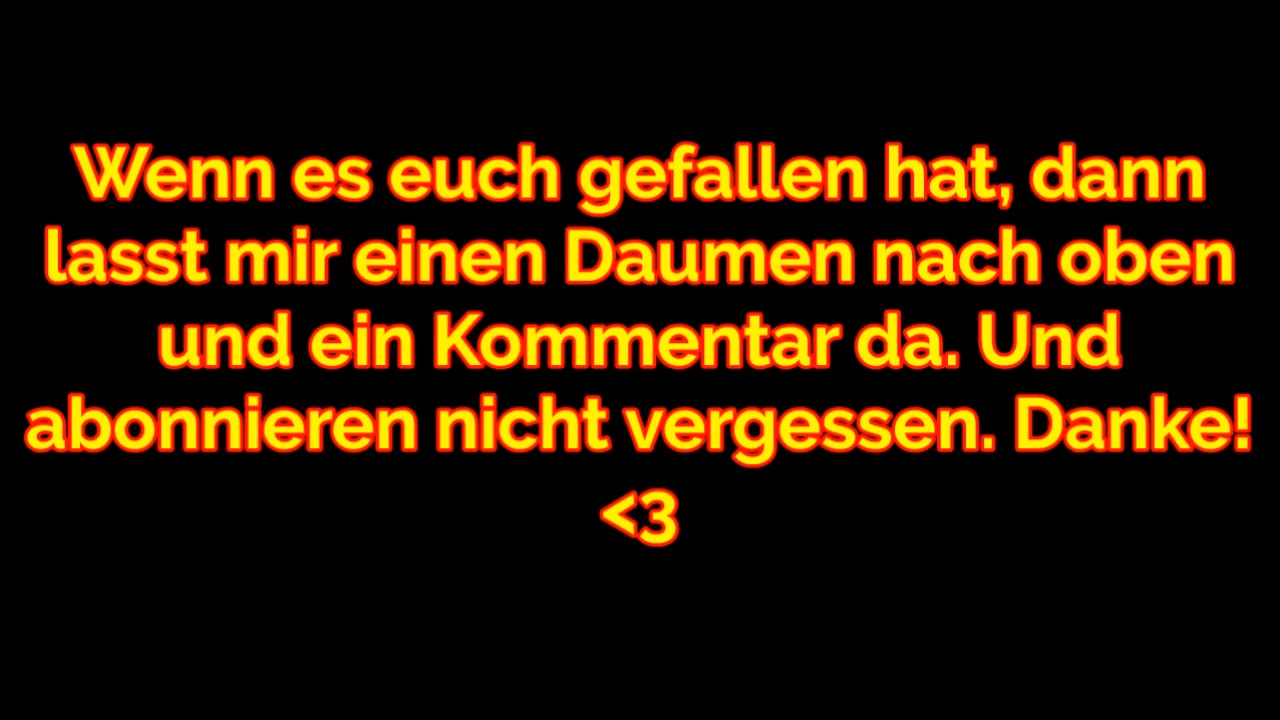 Wenn es euch gefallen hat, dann
lasst mir einen Daumen nach oben
und ein Kommentar da. Und
abonnieren nicht vergessen. Danke!
<3